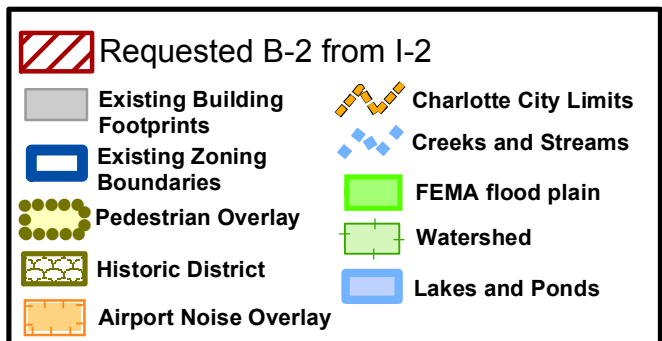 Requested B-2 from I-2
Existing Building
Footprints
Existing Zoning
Boundaries
Pedestrian Overlay
Historic District
Airport Noise Overlay
Charlotte City Limits
Creeks and Streams
FEMA flood plain
Watershed
Lakes and Ponds